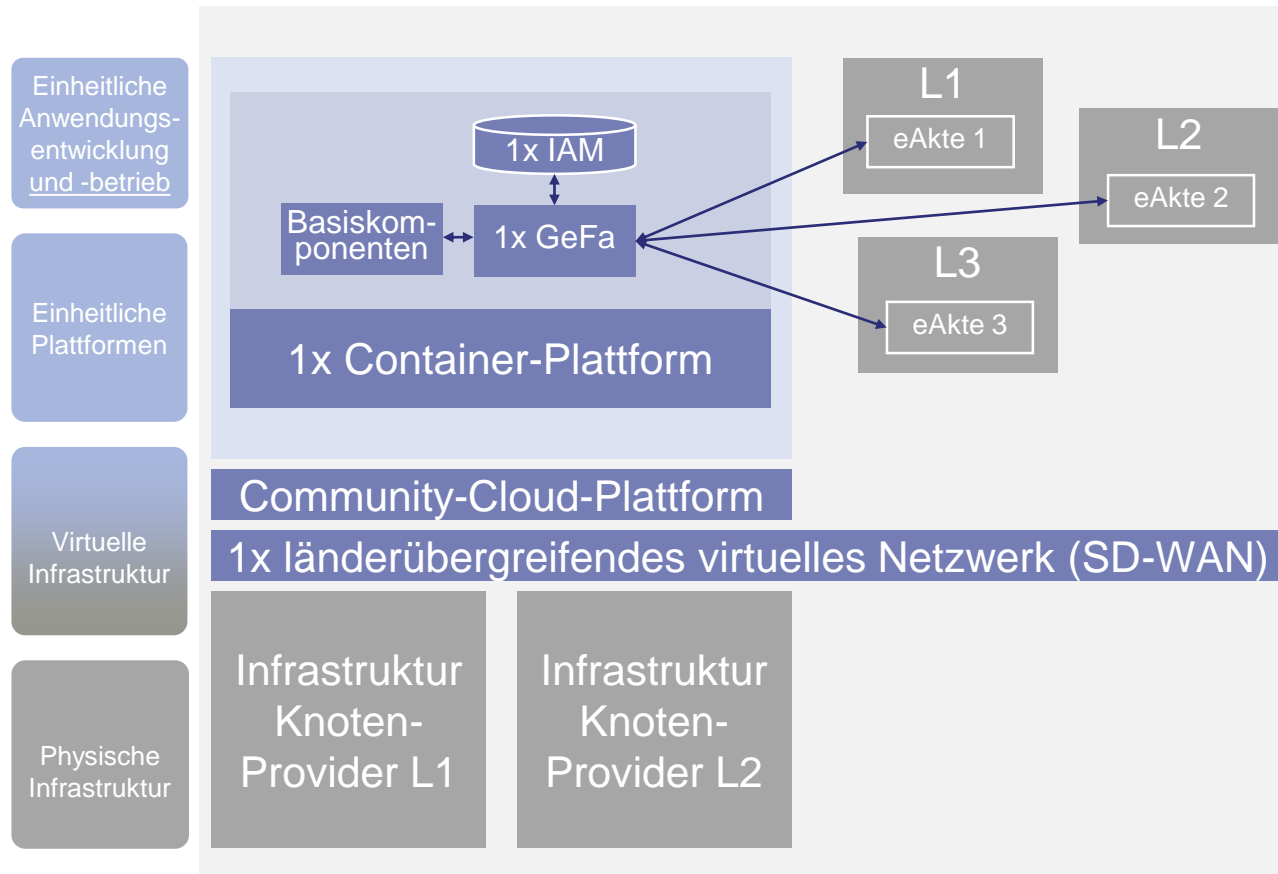 Einheitliche
Anwendungs-
entwicklung
und -betrieb
Einheitliche
Plattformen
Virtuelle
Infrastruktur
Physische
Infrastruktur
1x IAM
Basiskom-
ponenten
1x GeFa
1x Container-Plattform
L1
eAkte 1
L2
eAkte 2
L3
eAkte 3
Community-Cloud-Plattform
1x länderübergreifendes virtuelles Netzwerk (SD-WAN)
Infrastruktur
Knoten-
Provider L1
Infrastruktur
Knoten-
Provider L2